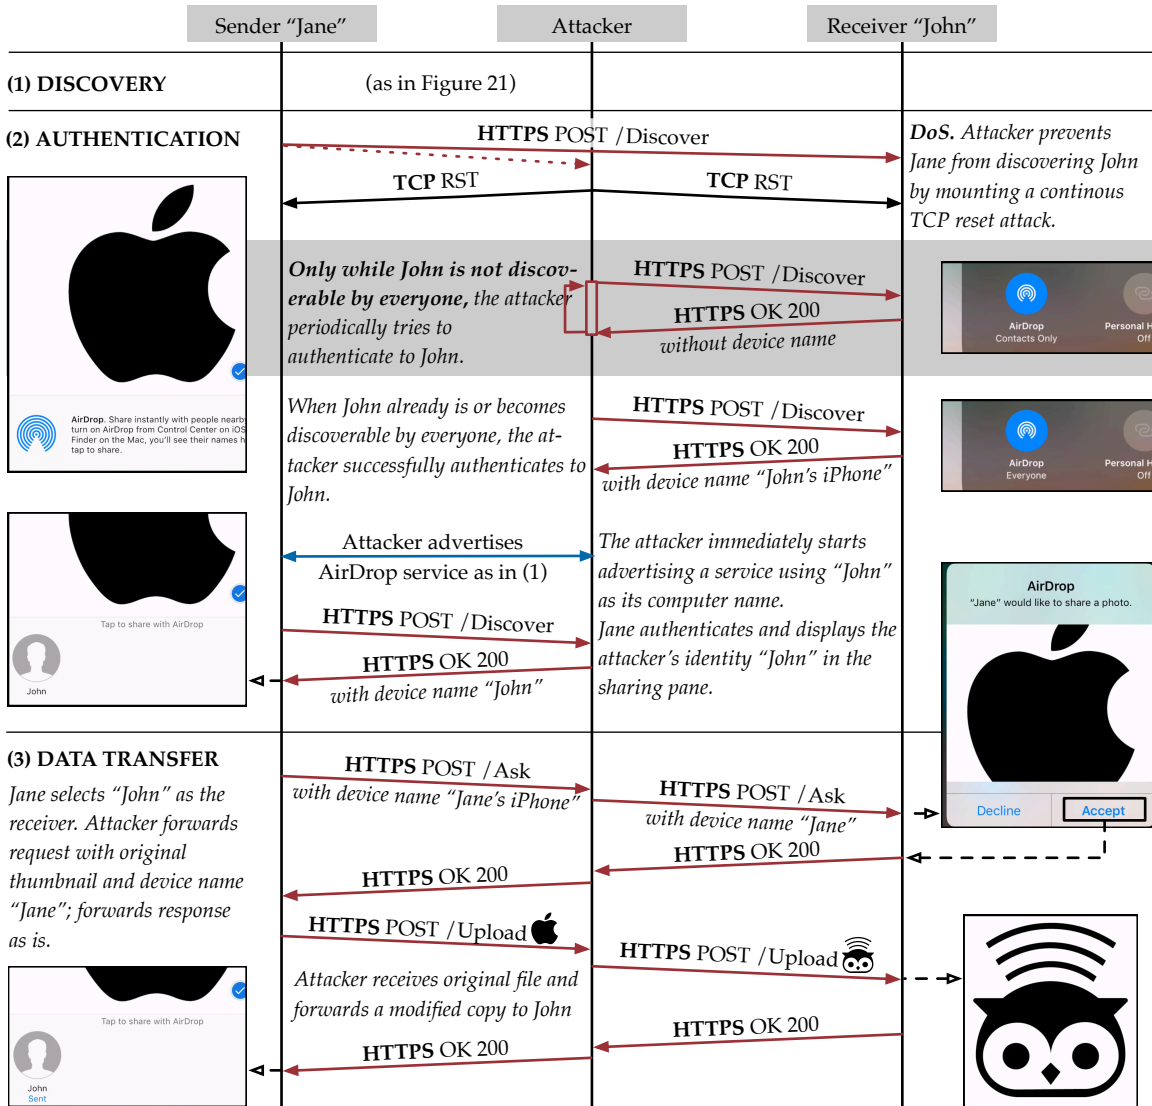 Sender “Jane”
Attacker
Receiver “John”
(1) DISCOVERY
(as in Figure 21)
(2) AUTHENTICATION
HTTPS POST /Discover
TCP RST
TCP RST
DoS. Attacker prevents
Jane from discovering John
by mounting a continous
TCP reset attack.
AirDrop. Share instantly with people nearby
turn on AirDrop from Control Center on iOS
Finder on the Mac, you’ll see their names h
tap to share.
Only while John is not discov-
erable by everyone, the attacker
periodically tries to
authenticate to John.
HTTPS POST /Discover
HTTPS OK 200
without device name
AirDrop
Contacts Only
Personal H
Off
When John already is or becomes
discoverable by everyone, the at-
tacker successfully authenticates to
John.
HTTPS POST /Discover
HTTPS OK 200
with device name “John’s iPhone”
AirDrop
Everyone
Personal H
Off
Attacker advertises
AirDrop service as in (1)
The attacker immediately starts
advertising a service using “John”
as its computer name.
Jane authenticates and displays the
attacker’s identity “John” in the
sharing pane.
HTTPS POST /Discover
HTTPS OK 200
with device name “John”
Tap to share with AirDrop
John
AirDrop
“Jane” would like to share a photo.
Decline
Accept
(3) DATA TRANSFER
Jane selects “John” as the
receiver. Attacker forwards
request with original
thumbnail and device name
“Jane”; forwards response
as is.
HTTPS POST /Ask
with device name “Jane’s iPhone”
HTTPS POST /Ask
with device name “Jane”
HTTPS OK 200
HTTPS OK 200
HTTPS POST /Upload
HTTPS POST /Upload
Attacker receives original file and
forwards a modified copy to John
HTTPS OK 200
HTTPS OK 200
Tap to share with AirDrop
John
Sent